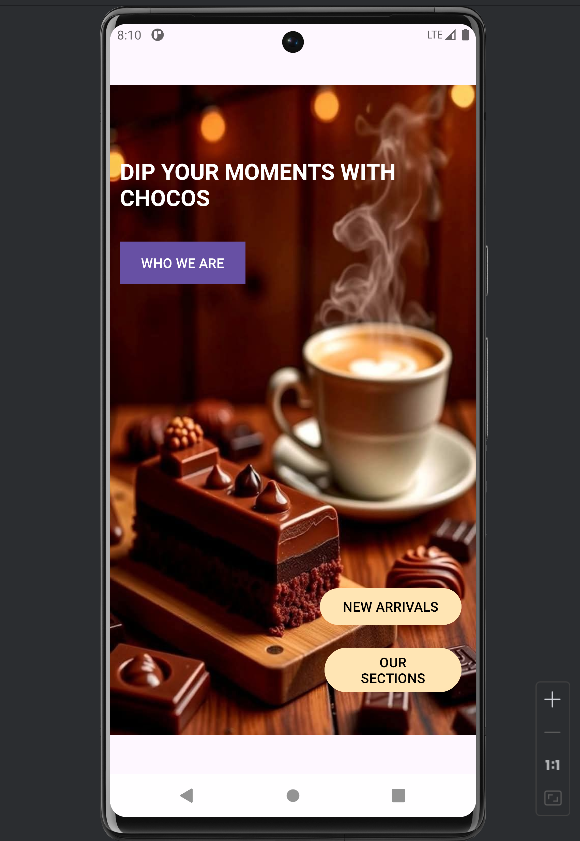 8:10
LTE
DIP YOUR MOMENTS WITH
CHOCOS
WHO WE ARE
NEW ARRIVALS
OUR
SECTIONS
1:1